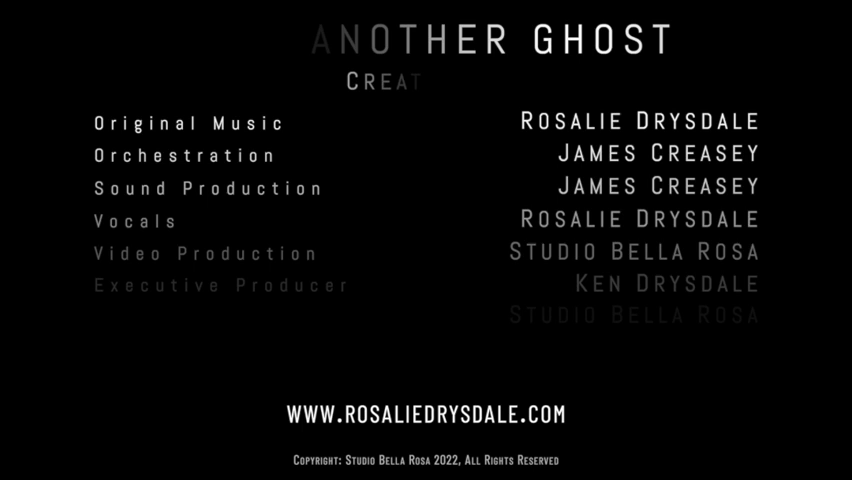 ANOTHER GHOST
CREAT
Original Music ROSALIE DRYSDALE
Orchestration JAMES CREASEY
Sound Production JAMES CREASEY
Vocals ROSALIE DRYSDALE
Video Production STUDIO BELLA ROSA
Executive Producer KEN DRYSDALE
STUDIO BELLA ROSA
WWW.ROSALIEDRYSDALE.COM
COPYRIGHT: STUDIO BELLA ROSA 2022, ALL RIGHTS RESERVED